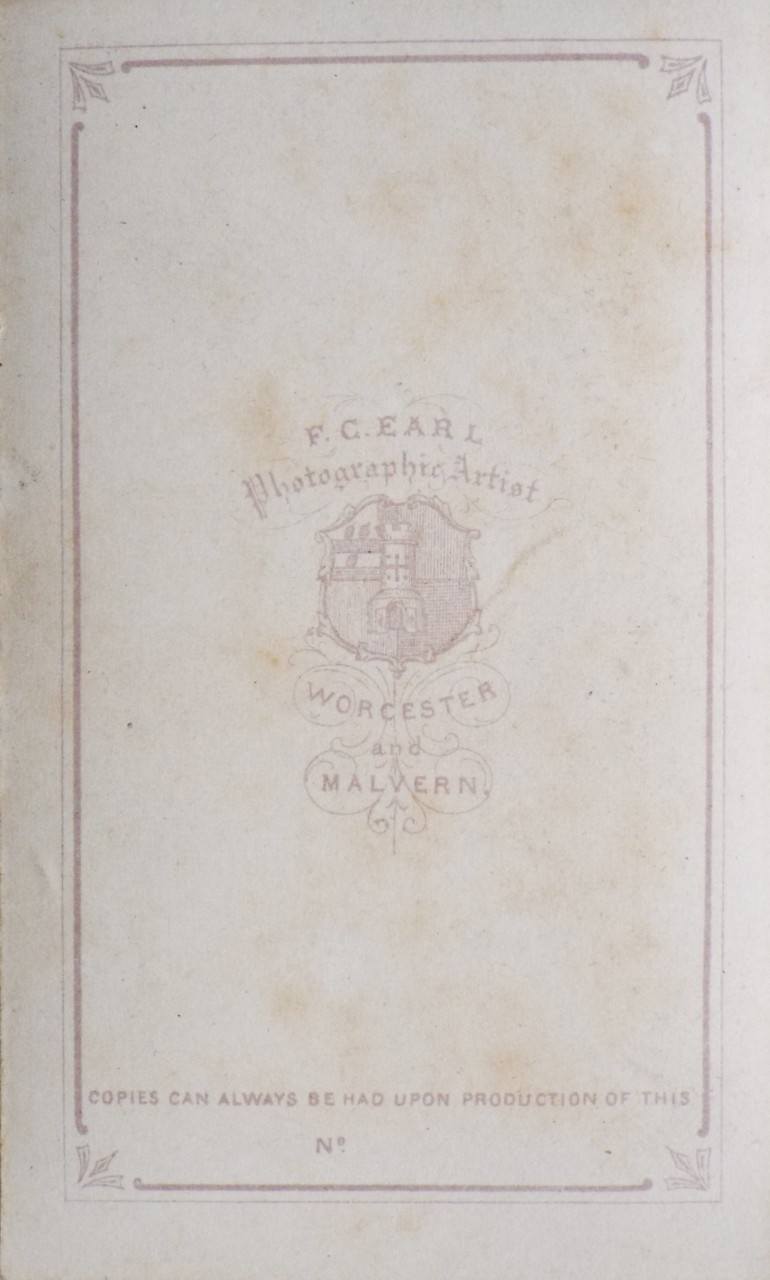 F. C. EARL
Photographic Artist
WORCESTER
and
MALVERN.
COPIES CAN ALWAYS BE HAD UPON PRODUCTION OF THIS
Nº